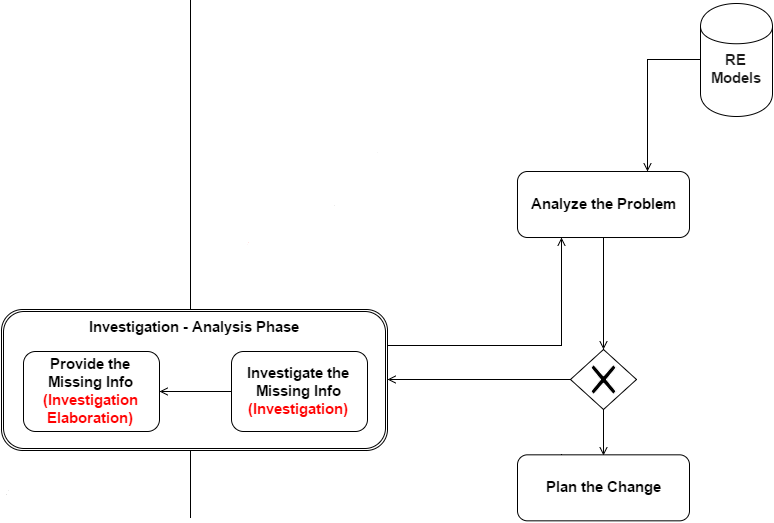 RE
Models
Analyze the Problem
Investigation - Analysis Phase
Provide the
Missing Info
(Investigation
Elaboration)
Investigate the
Missing Info
(Investigation)
Plan the Change